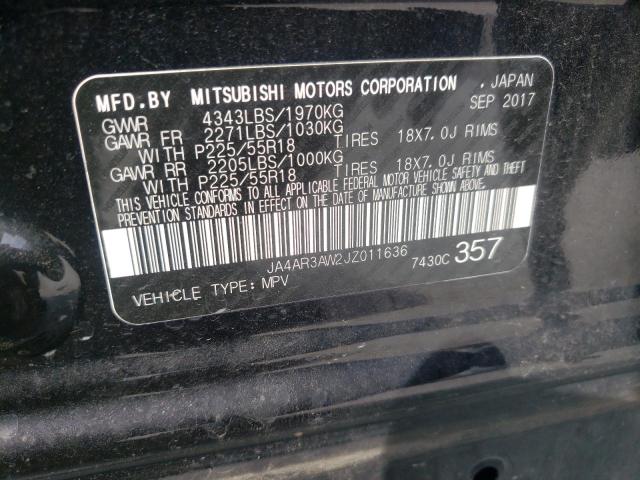 MFD.BY MITSUBISHI MOTORS CORPORATION , JAPAN
GVWR 4343LBS/1970KG SEP 2017
GAWR FR 2271LBS/1030KG
WITH P225/55R18 TIRES 18X7.0J RIMS
GAWR RR 2205LBS/1000KG
WITH P225/55R18 TIRES 18X7.0J RIMS
THIS VEHICLE CONFORMS TO ALL APPLICABLE FEDERAL MOTOR VEHICLE SAFETY AND THEFT
PREVENTION STANDARDS IN EFFECT ON THE DATE OF MANUFACTURE SHOWN ABOVE.
JA4AR3AW2JZ011636 7430C 357
VEHICLE TYPE: MPV